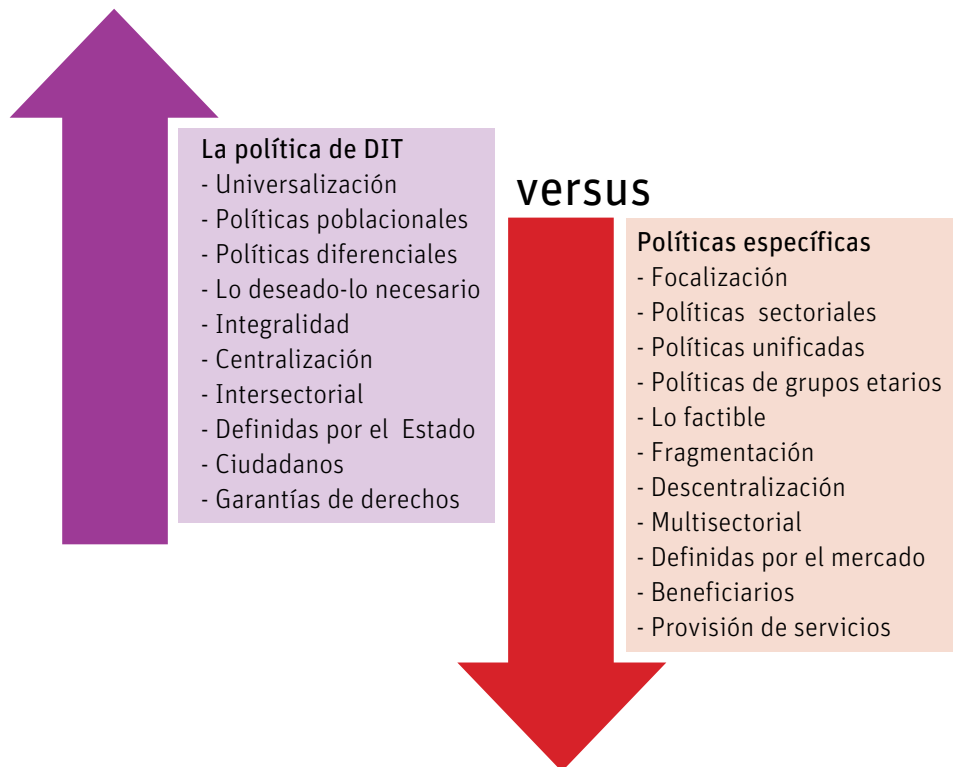 La política de DIT
- Universalización
- Políticas poblacionales
- Políticas diferenciales
- Lo deseado-lo necesario
- Integralidad
- Centralización
- Intersectorial
- Definidas por el Estado
- Ciudadanos
- Garantías de derechos
versus
Políticas específicas
- Focalización
- Políticas sectoriales
- Políticas unificadas
- Políticas de grupos etarios
- Lo factible
- Fragmentación
- Descentralización
- Multisectorial
- Definidas por el mercado
- Beneficiarios
- Provisión de servicios